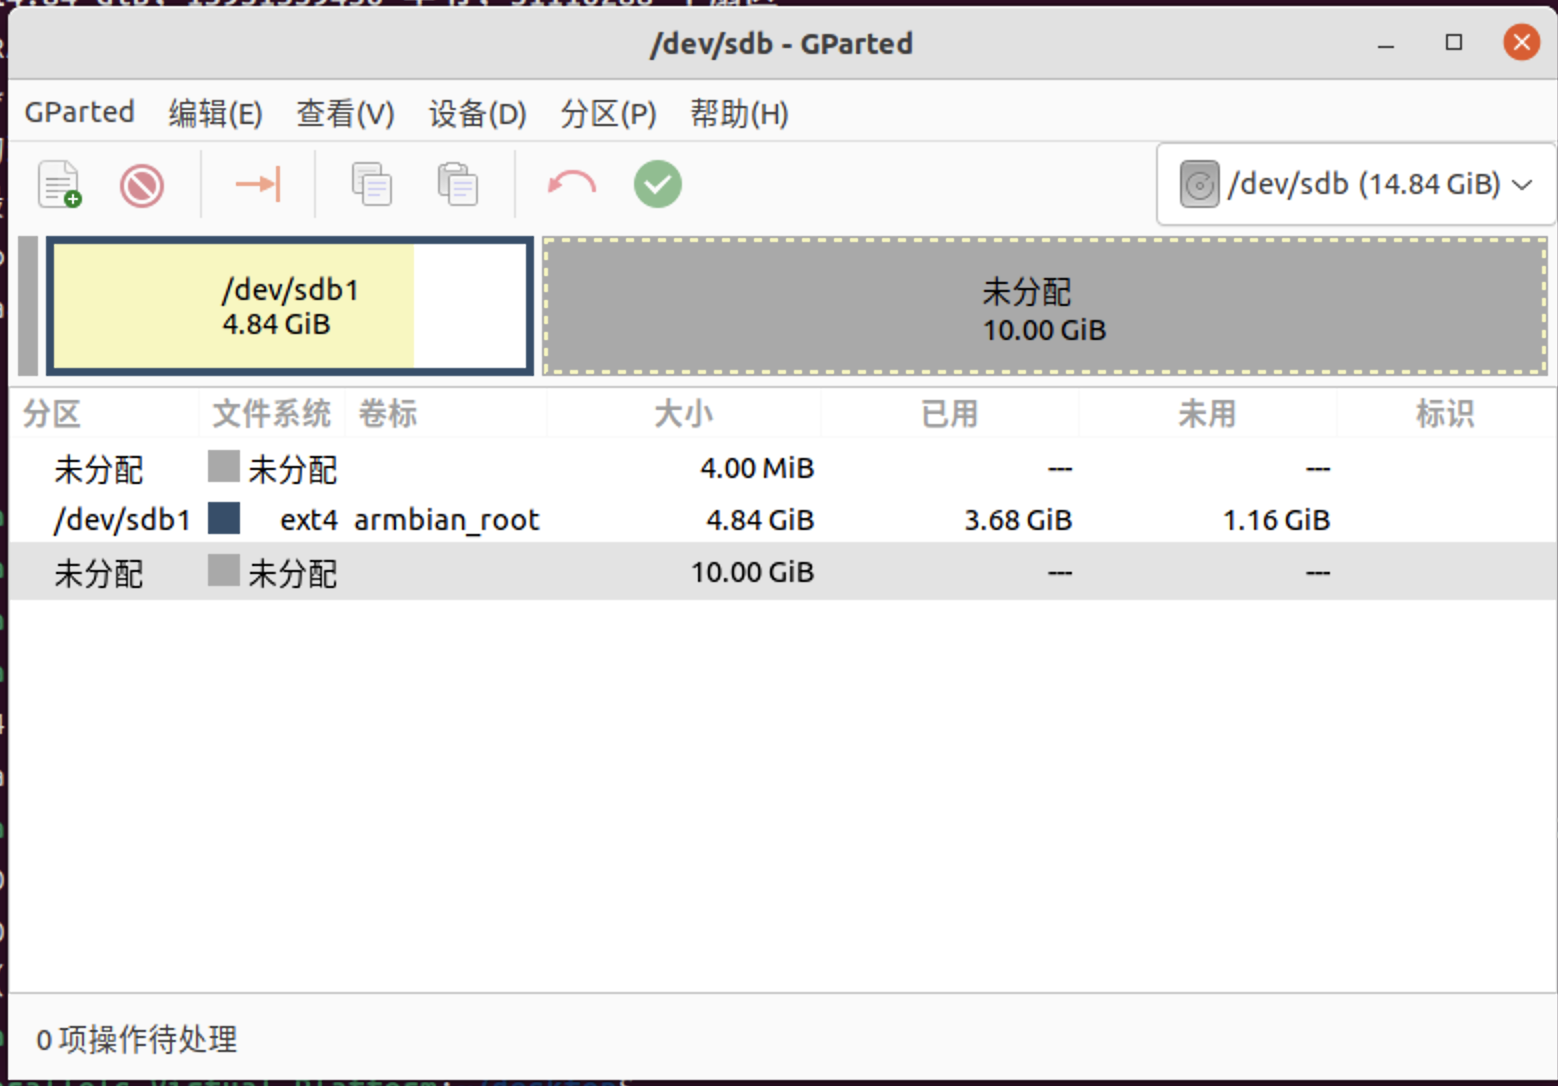 /dev/sdb - GParted
GParted 编辑(E) 查看(V) 设备(D) 分区(P) 帮助(H)
/dev/sdb (14.84 GiB)
/dev/sdb1
4.84 GiB
未分配
10.00 GiB
分区 文件系统 卷标 大小 已用 未用 标识
未分配 未分配 4.00 MiB --- ---
/dev/sdb1 ext4 armbian_root 4.84 GiB 3.68 GiB 1.16 GiB
未分配 未分配 10.00 GiB --- ---
0 项操作待处理